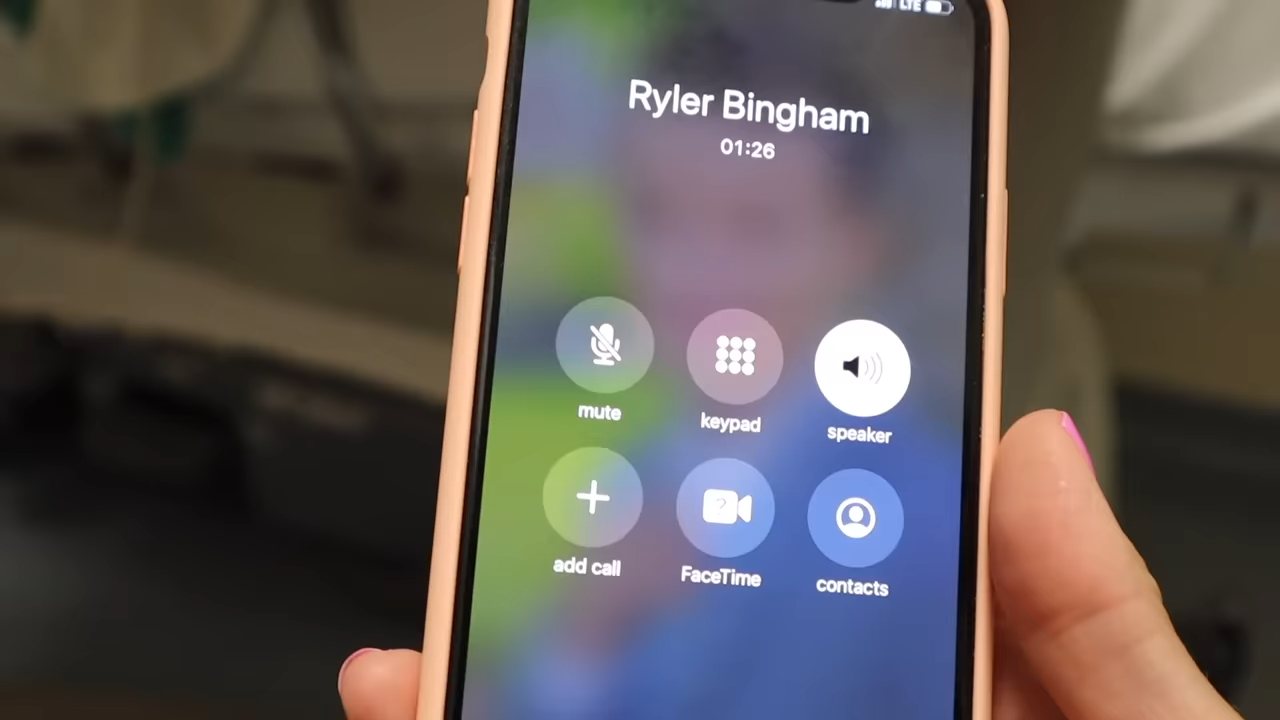 LTE
Ryler Bingham
01:26
mute
keypad
speaker
add call
FaceTime
contacts